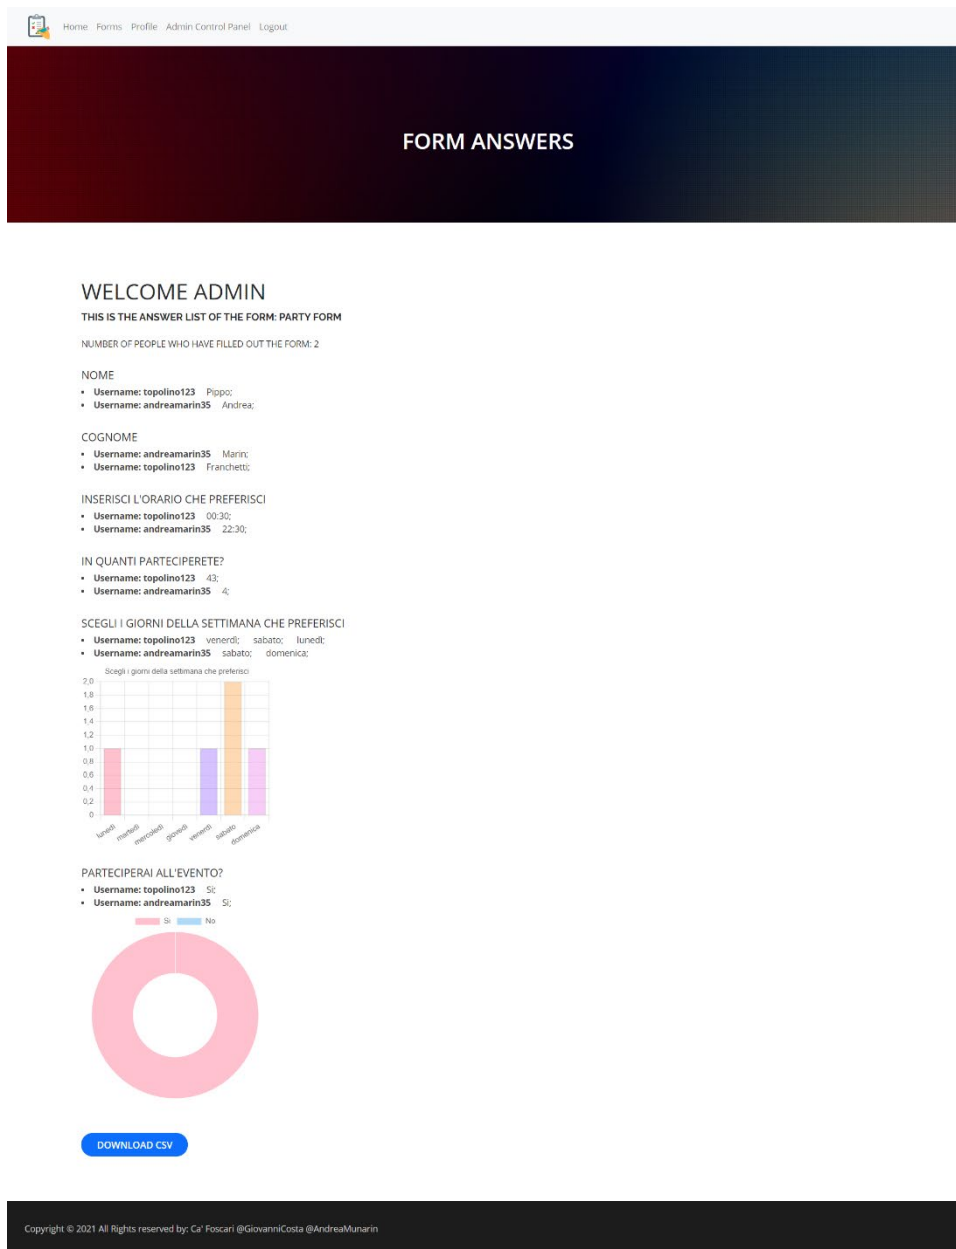 Home Forms Profile Admin Control Panel Logout
FORM ANSWERS
WELCOME ADMIN
THIS IS THE ANSWER LIST OF THE FORM: PARTY FORM
NUMBER OF PEOPLE WHO HAVE FILLED OUT THE FORM: 2
NOME
• Username: topolino123 Pippo;
• Username: andreamarin35 Andrea;
COGNOME
• Username: andreamarin35 Marin;
• Username: topolino123 Franchetti;
INSERISCI L'ORARIO CHE PREFERISCI
• Username: topolino123 00:30;
• Username: andreamarin35 22:30;
IN QUANTI PARTECIPERETE?
• Username: topolino123 43;
• Username: andreamarin35 4;
SCEGLI I GIORNI DELLA SETTIMANA CHE PREFERISCI
• Username: topolino123 venerdì; sabato; lunedì;
• Username: andreamarin35 sabato; domenica;
Scegli i giorni della settimana che preferisci
2,0
1,8
1,6
1,4
1,2
1,0
0,8
0,6
0,4
0,2
0
lunedì martedì mercoledì giovedì venerdì sabato domenica
PARTECIPERAI ALL'EVENTO?
• Username: topolino123 Si;
• Username: andreamarin35 Si;
Si No
DOWNLOAD CSV
Copyright © 2021 All Rights reserved by: Ca' Foscari @GiovanniCosta @AndreaMunarin